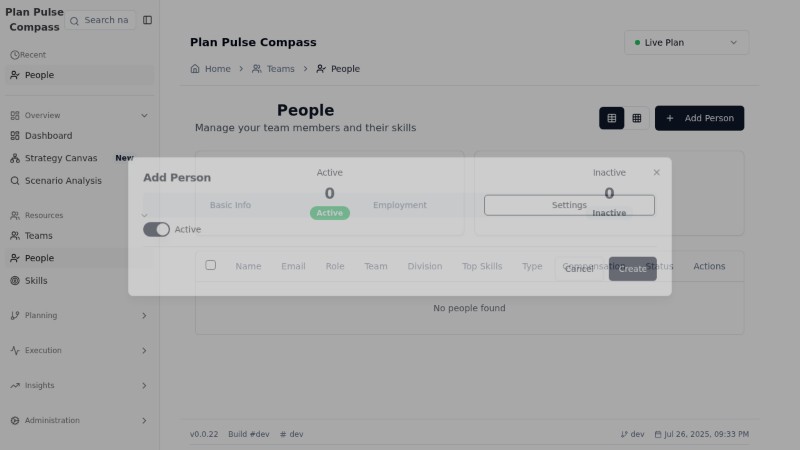 Plan Pulse
Compass
Search na
Recent
People
Overview
Dashboard
Strategy Canvas New
Scenario Analysis
Resources
Teams
People
Skills
Planning
Execution
Insights
Administration
Plan Pulse Compass
Live Plan
Home Teams People
People
Manage your team members and their skills
Add Person
Active
0
Active
Inactive
0
Inactive
Add Person
Basic Info Employment Settings
Active
Cancel Create
Name Email Role Team Division Top Skills Type Compensation Status Actions
No people found
v0.0.22 Build #dev # dev
dev Jul 26, 2025, 09:33 PM